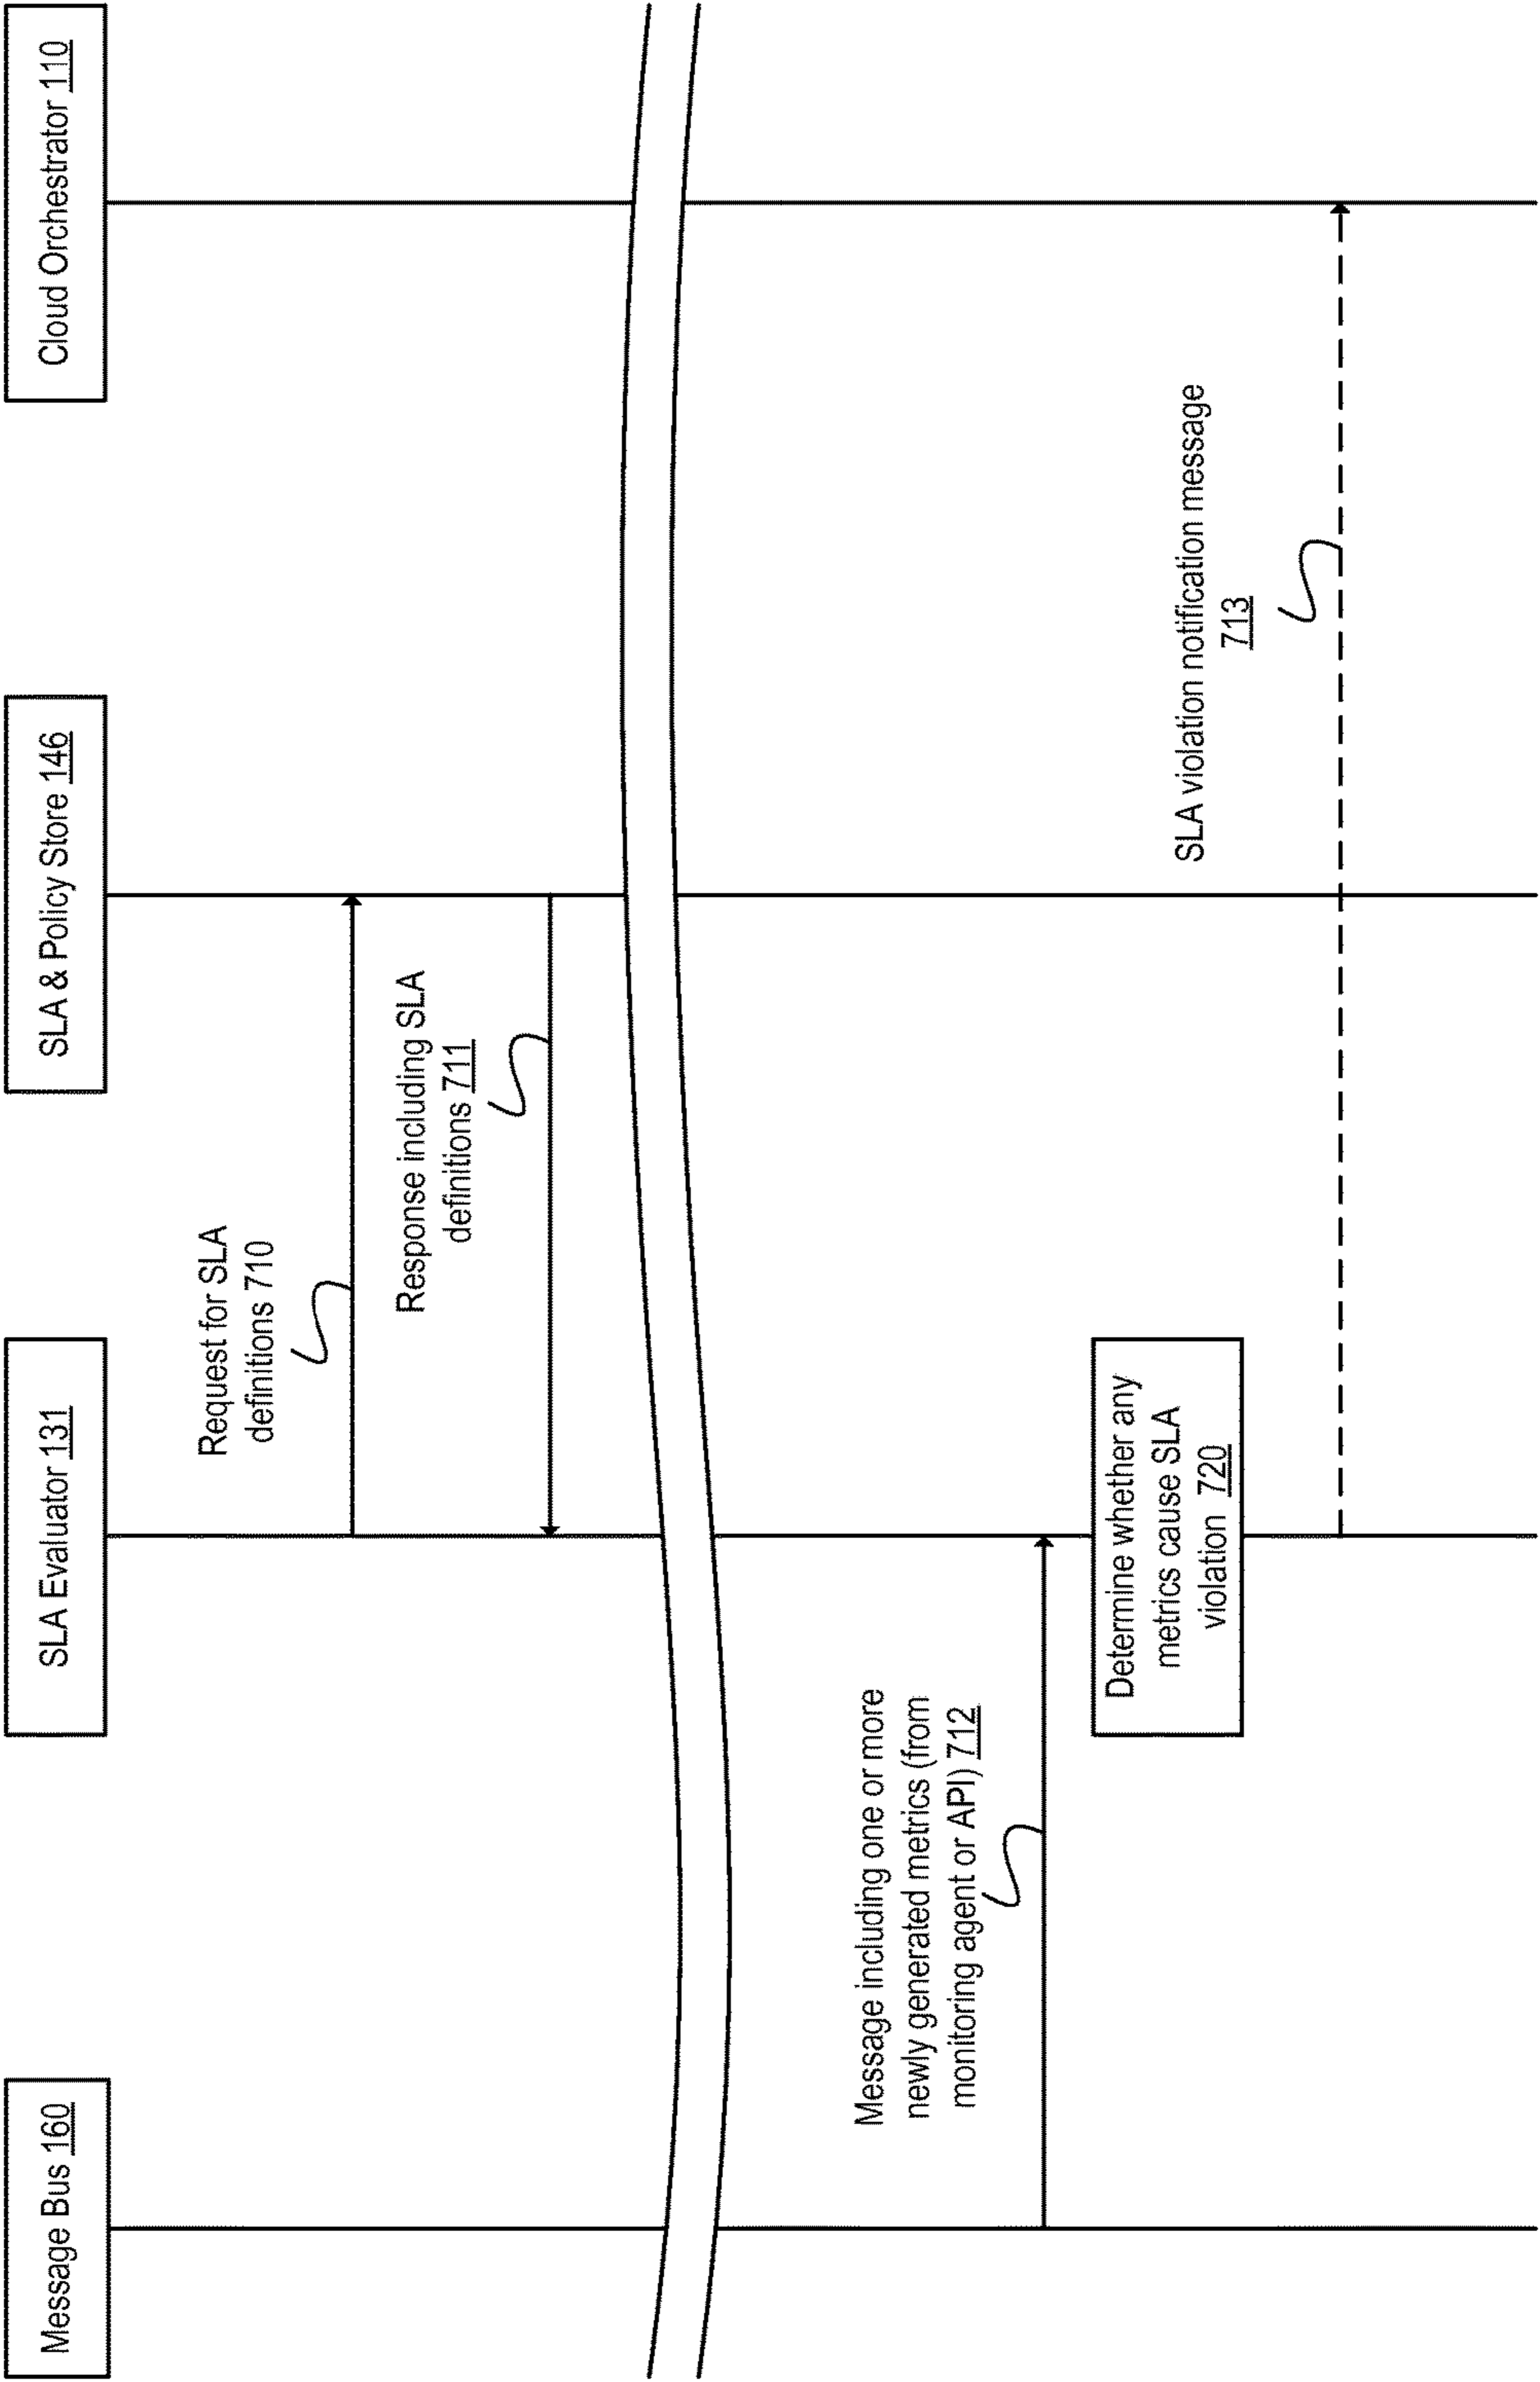 Message Bus 160
SLA Evaluator 131
SLA & Policy Store 146
Cloud Orchestrator 110
Request for SLA
definitions 710
Response including SLA
definitions 711
Message including one or more
newly generated metrics (from
monitoring agent or API) 712
Determine whether any
metrics cause SLA
violation 720
SLA violation notification message
713